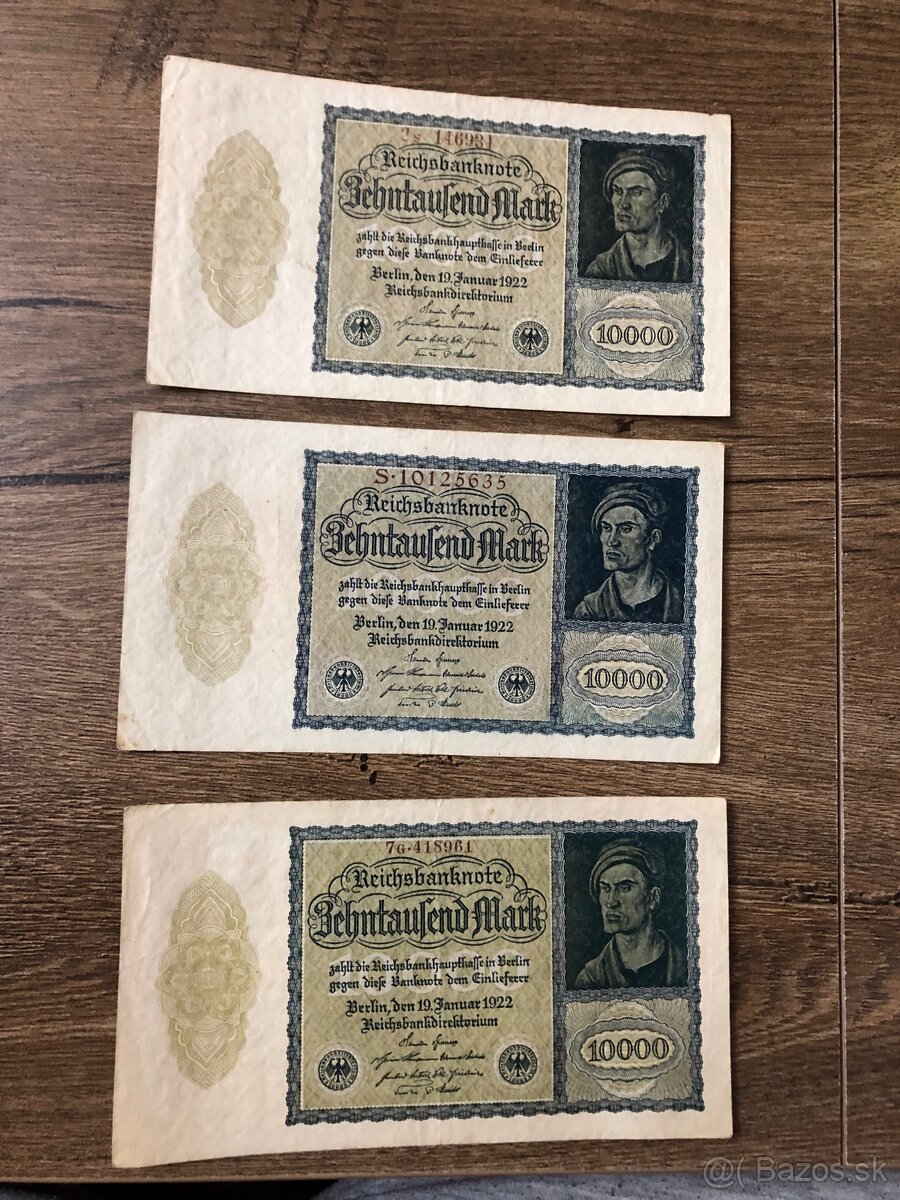 2s·146931
Reichsbanknote
Zehntausend Mark
zahlt die Reichsbankhauptkasse in Berlin
gegen diese Banknote dem Einlieferer
Berlin, den 19. Januar 1922
Reichsbankdirektorium
10000
S·10125635
Reichsbanknote
Zehntausend Mark
zahlt die Reichsbankhauptkasse in Berlin
gegen diese Banknote dem Einlieferer
Berlin, den 19. Januar 1922
Reichsbankdirektorium
10000
7G·418961
Reichsbanknote
Zehntausend Mark
zahlt die Reichsbankhauptkasse in Berlin
gegen diese Banknote dem Einlieferer
Berlin, den 19. Januar 1922
Reichsbankdirektorium
10000
@( Bazos.sk